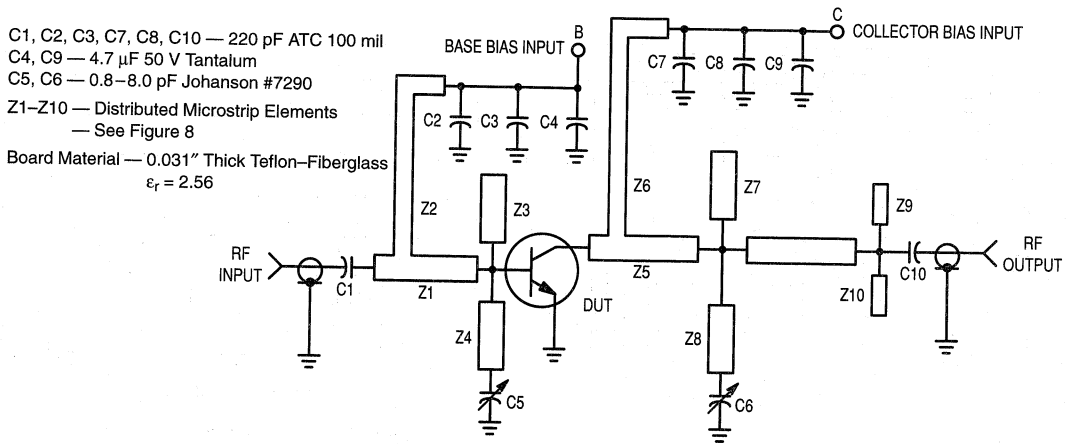 C1, C2, C3, C7, C8, C10 — 220 pF ATC 100 mil
C4, C9 — 4.7 μF 50 V Tantalum
C5, C6 — 0.8–8.0 pF Johanson #7290
Z1–Z10 — Distributed Microstrip Elements
— See Figure 8
Board Material — 0.031″ Thick Teflon–Fiberglass
εr = 2.56
BASE BIAS INPUT
B
C
COLLECTOR BIAS INPUT
C7
C8
C9
C2
C3
C4
Z2
Z3
Z6
Z7
Z9
RF
INPUT
C1
Z1
DUT
Z5
C10
RF
OUTPUT
Z10
Z4
Z8
C5
C6